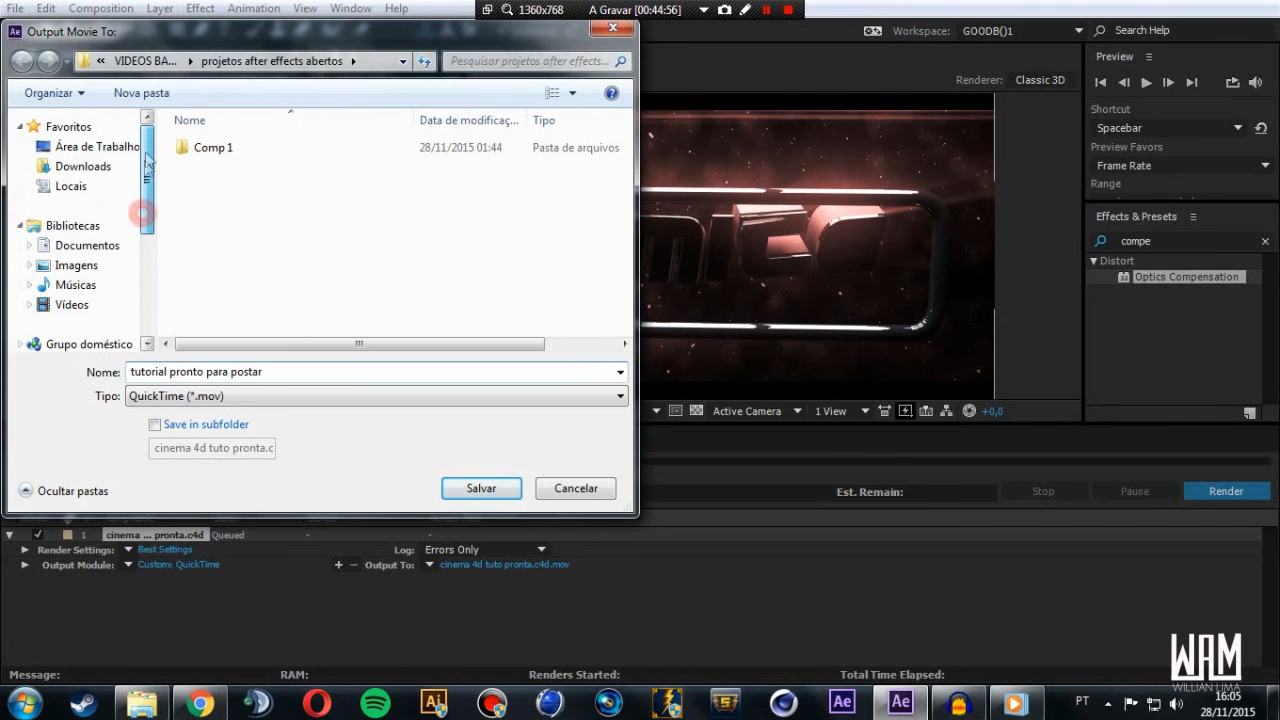 File Edit Composition Layer Effect Animation View Window Help
1360x768 A Gravar [00:44:56]
Output Movie To:
Workspace: GOODB()1 Search Help
VIDEOS BA... projetos after effects abertos Pesquisar projetos after effects...
Preview
Renderer: Classic 3D
Organizar Nova pasta
Nome Data de modificaç... Tipo
Comp 1 28/11/2015 01:44 Pasta de arquivos
Favoritos
Área de Trabalho
Downloads
Locais
Bibliotecas
Documentos
Imagens
Músicas
Vídeos
Grupo doméstico
Shortcut
Spacebar
Preview Favors
Frame Rate
Range
Effects & Presets
compe
Distort
32 Optics Compensation
Nome: tutorial pronto para postar
Tipo: QuickTime (*.mov)
Save in subfolder
cinema 4d tuto pronta.c
Active Camera 1 View +0,0
Ocultar pastas Salvar Cancelar
Est. Remain: Stop Pause Render
1 cinema ... pronta.c4d Queued - -
Render Settings: Best Settings Log: Errors Only
Output Module: Custom: QuickTime Output To: cinema 4d tuto pronta.c4d.mov
Message: RAM: Renders Started: Total Time Elapsed:
WAM
WILLIAN LIMA
Ai S Ae Ae PT 16:05
28/11/2015